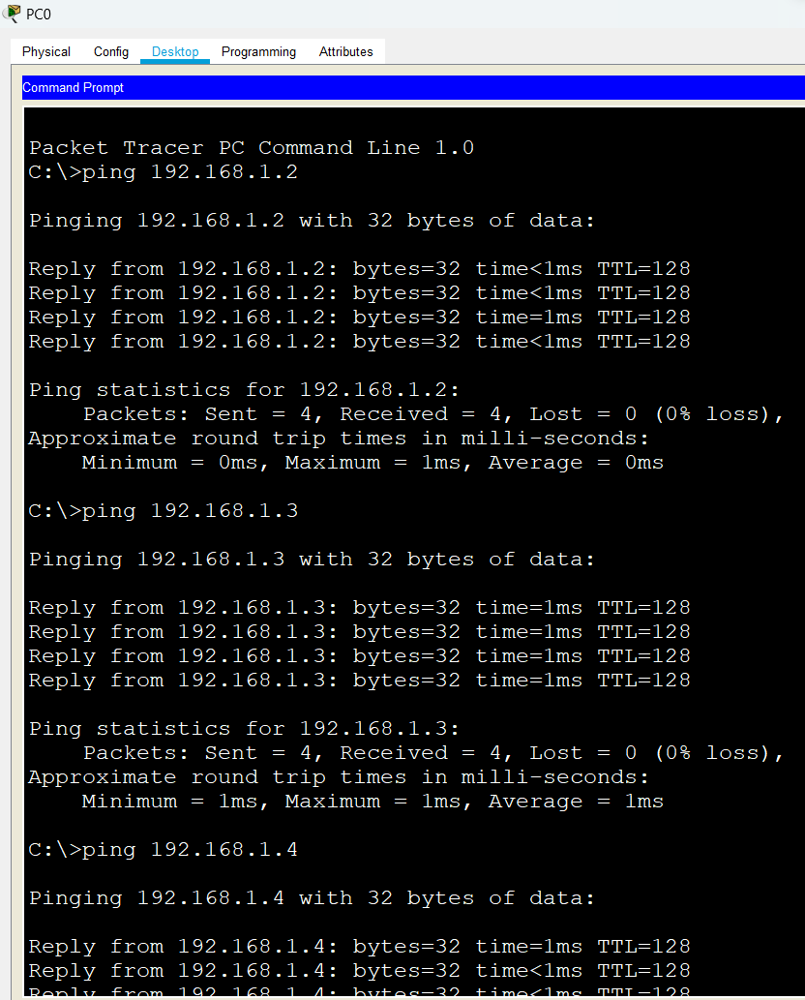 PC0
Physical Config Desktop Programming Attributes
Command Prompt
Packet Tracer PC Command Line 1.0
C:\>ping 192.168.1.2
Pinging 192.168.1.2 with 32 bytes of data:
Reply from 192.168.1.2: bytes=32 time<1ms TTL=128
Reply from 192.168.1.2: bytes=32 time<1ms TTL=128
Reply from 192.168.1.2: bytes=32 time=1ms TTL=128
Reply from 192.168.1.2: bytes=32 time<1ms TTL=128
Ping statistics for 192.168.1.2:
Packets: Sent = 4, Received = 4, Lost = 0 (0% loss),
Approximate round trip times in milli-seconds:
Minimum = 0ms, Maximum = 1ms, Average = 0ms
C:\>ping 192.168.1.3
Pinging 192.168.1.3 with 32 bytes of data:
Reply from 192.168.1.3: bytes=32 time=1ms TTL=128
Reply from 192.168.1.3: bytes=32 time=1ms TTL=128
Reply from 192.168.1.3: bytes=32 time=1ms TTL=128
Reply from 192.168.1.3: bytes=32 time=1ms TTL=128
Ping statistics for 192.168.1.3:
Packets: Sent = 4, Received = 4, Lost = 0 (0% loss),
Approximate round trip times in milli-seconds:
Minimum = 1ms, Maximum = 1ms, Average = 1ms
C:\>ping 192.168.1.4
Pinging 192.168.1.4 with 32 bytes of data:
Reply from 192.168.1.4: bytes=32 time=1ms TTL=128
Reply from 192.168.1.4: bytes=32 time<1ms TTL=128
Reply from 192.168.1.4: bytes=32 time<1ms TTL=128